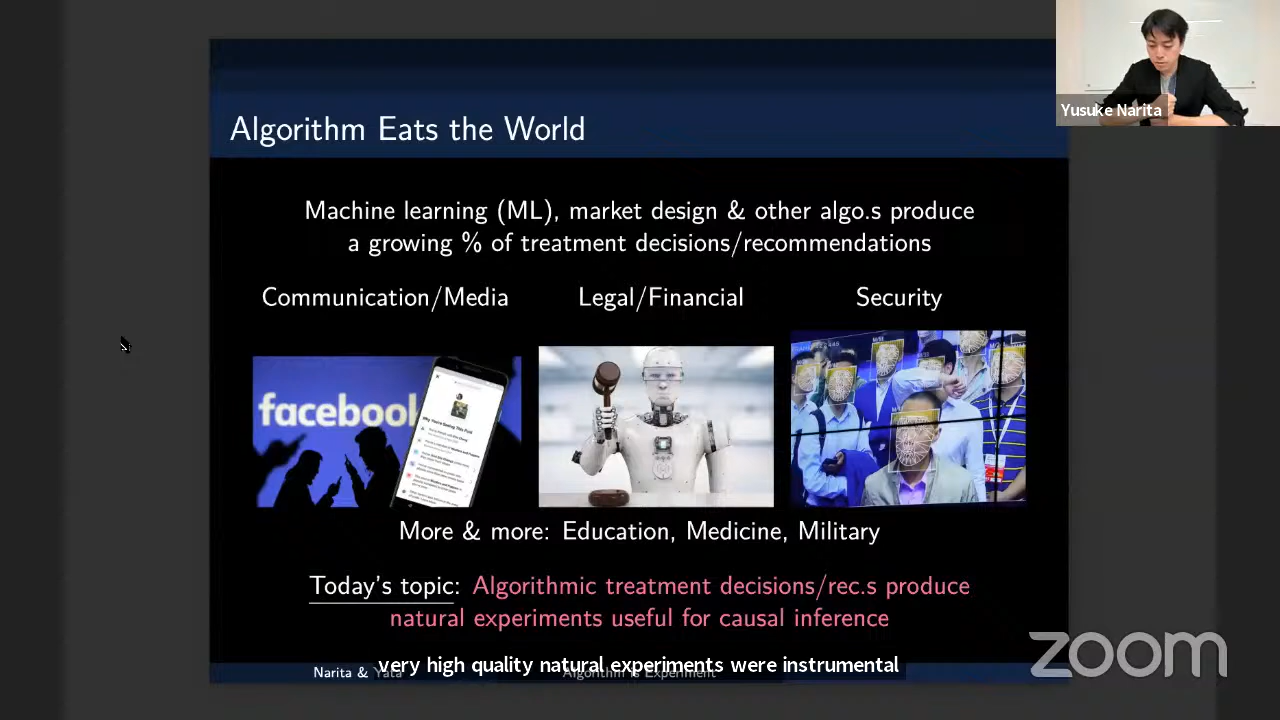 Yusuke Narita
Algorithm Eats the World
Machine learning (ML), market design & other algo.s produce
a growing % of treatment decisions/recommendations
Communication/Media
Legal/Financial
Security
facebook
More & more: Education, Medicine, Military
Today's topic: Algorithmic treatment decisions/rec.s produce
natural experiments useful for causal inference
very high quality natural experiments were instrumental
Narita & Yata
Algorithm is Experiment
zoom